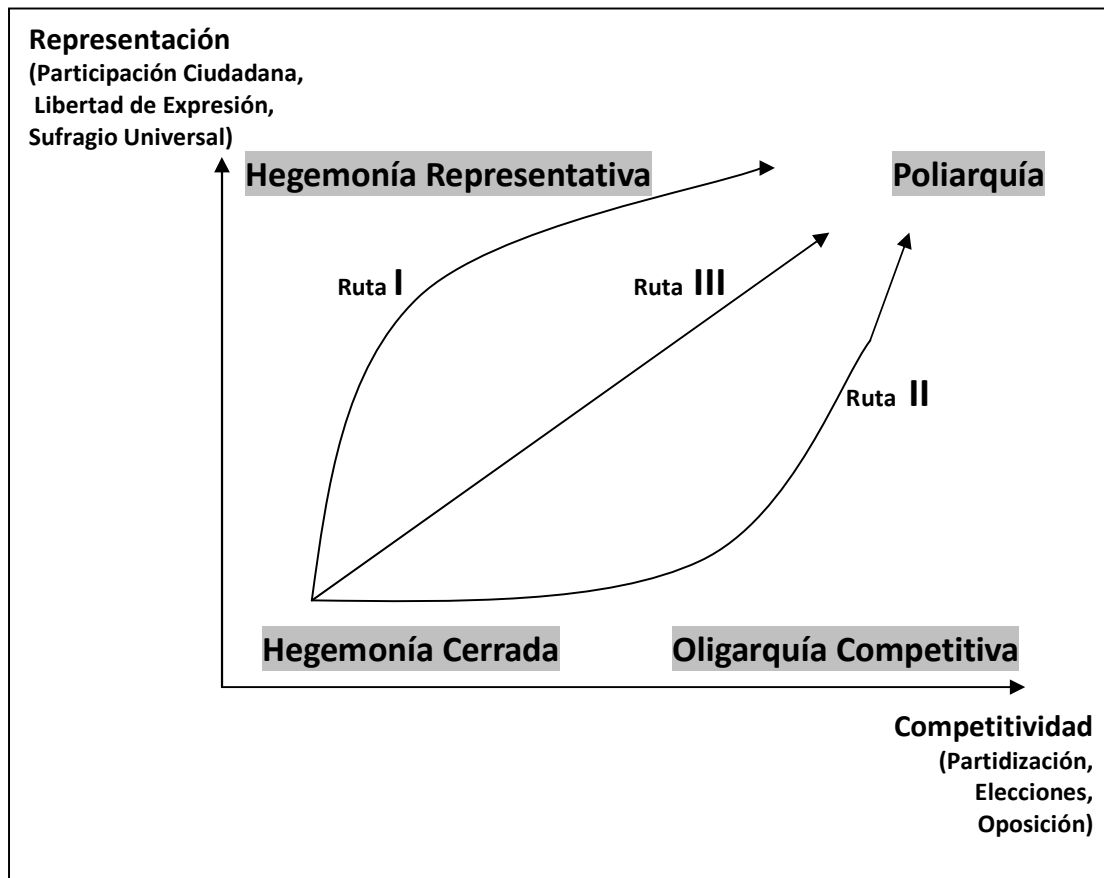 Representación
(Participación Ciudadana,
Libertad de Expresión,
Sufragio Universal)
Hegemonía Representativa
Poliarquía
Ruta I
Ruta III
Ruta II
Hegemonía Cerrada
Oligarquía Competitiva
Competitividad
(Partidización,
Elecciones,
Oposición)